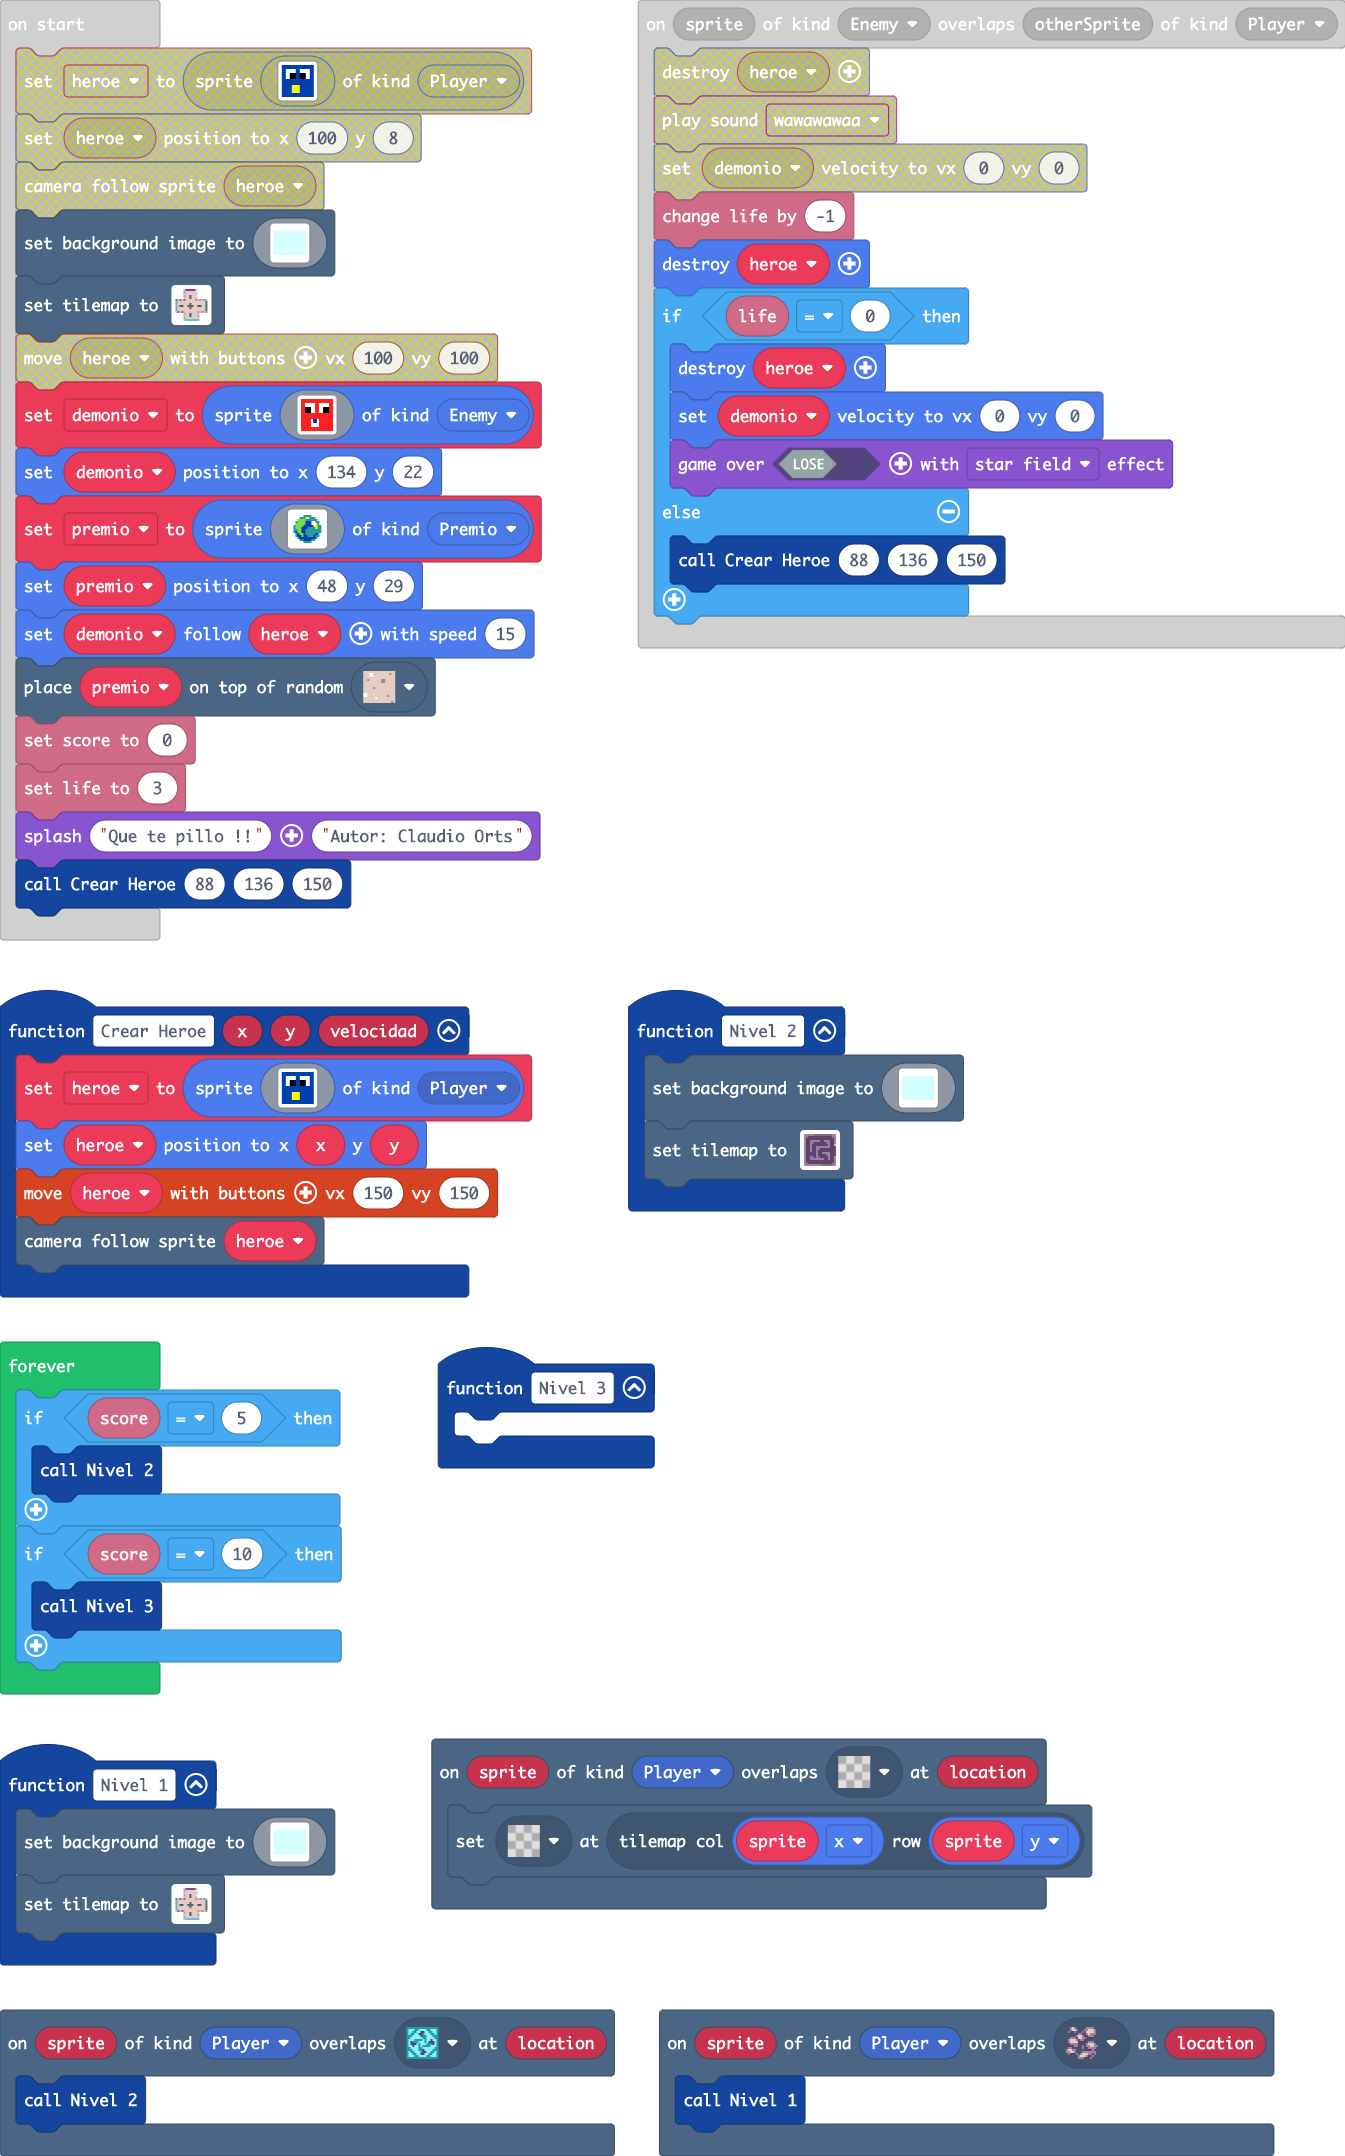 on start
set heroe to sprite of kind Player
set heroe position to x 100 y 8
camera follow sprite heroe
set background image to
set tilemap to
move heroe with buttons vx 100 vy 100
set demonio to sprite of kind Enemy
set demonio position to x 134 y 22
set premio to sprite of kind Premio
set premio position to x 48 y 29
set demonio follow heroe with speed 15
place premio on top of random
set score to 0
set life to 3
splash "Que te pillo !!" "Autor: Claudio Orts"
call Crear Heroe 88 136 150
on sprite of kind Enemy overlaps otherSprite of kind Player
destroy heroe
play sound wawawawaa
set demonio velocity to vx 0 vy 0
change life by -1
destroy heroe
if life = 0 then
destroy heroe
set demonio velocity to vx 0 vy 0
game over LOSE with star field effect
else
call Crear Heroe 88 136 150
function Crear Heroe x y velocidad
set heroe to sprite of kind Player
set heroe position to x x y y
move heroe with buttons vx 150 vy 150
camera follow sprite heroe
function Nivel 2
set background image to
set tilemap to
forever
if score = 5 then
call Nivel 2
if score = 10 then
call Nivel 3
function Nivel 3
function Nivel 1
set background image to
set tilemap to
on sprite of kind Player overlaps at location
set at tilemap col sprite x row sprite y
on sprite of kind Player overlaps at location
call Nivel 2
on sprite of kind Player overlaps at location
call Nivel 1